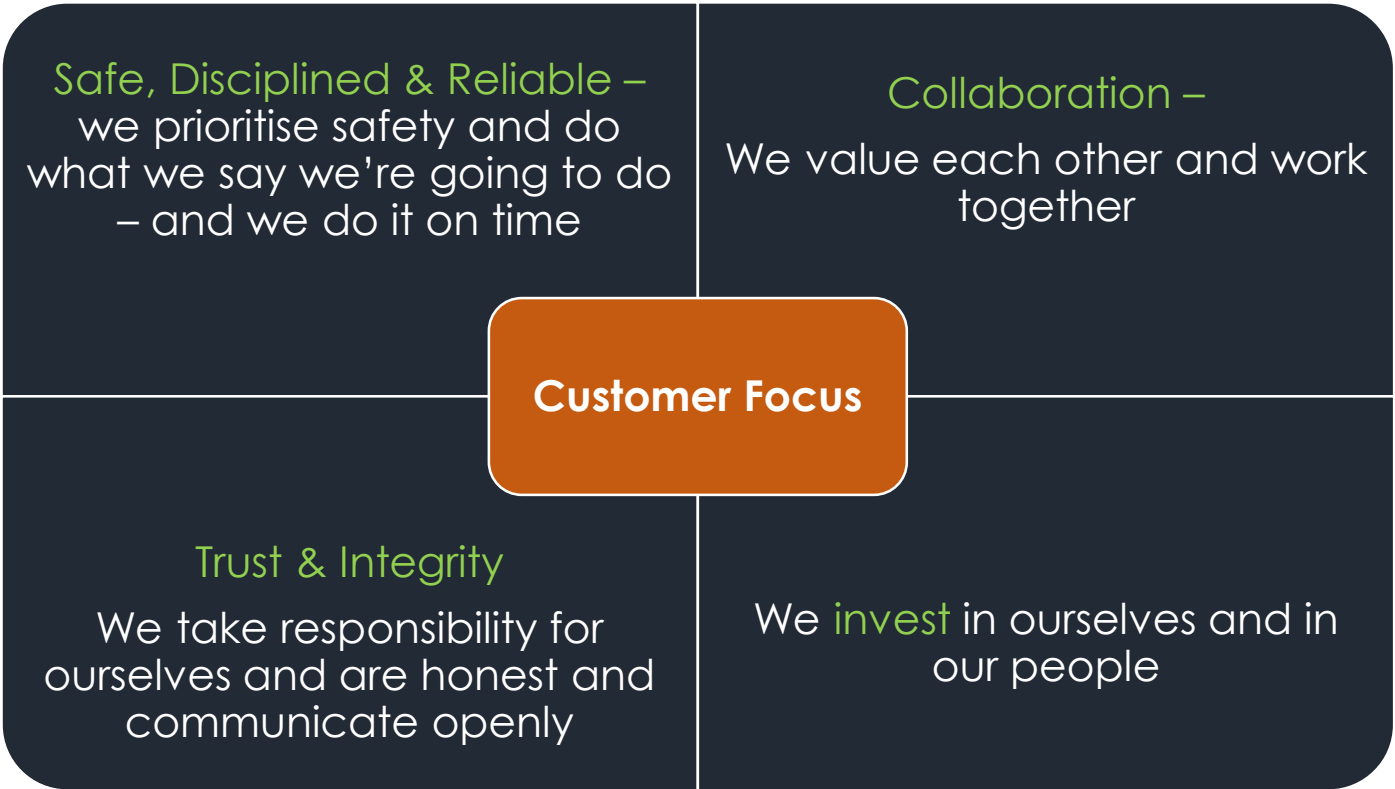 Safe, Disciplined & Reliable –
we prioritise safety and do
what we say we’re going to do
– and we do it on time
Collaboration –
We value each other and work
together
Customer Focus
Trust & Integrity
We take responsibility for
ourselves and are honest and
communicate openly
We invest in ourselves and in
our people